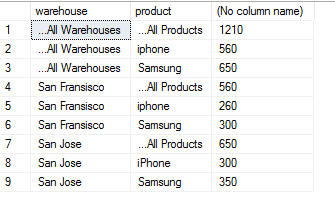 warehouse product (No column name)
1 ...All Warehouses ...All Products 1210
2 ...All Warehouses iphone 560
3 ...All Warehouses Samsung 650
4 San Fransisco ...All Products 560
5 San Fransisco iphone 260
6 San Fransisco Samsung 300
7 San Jose ...All Products 650
8 San Jose iPhone 300
9 San Jose Samsung 350